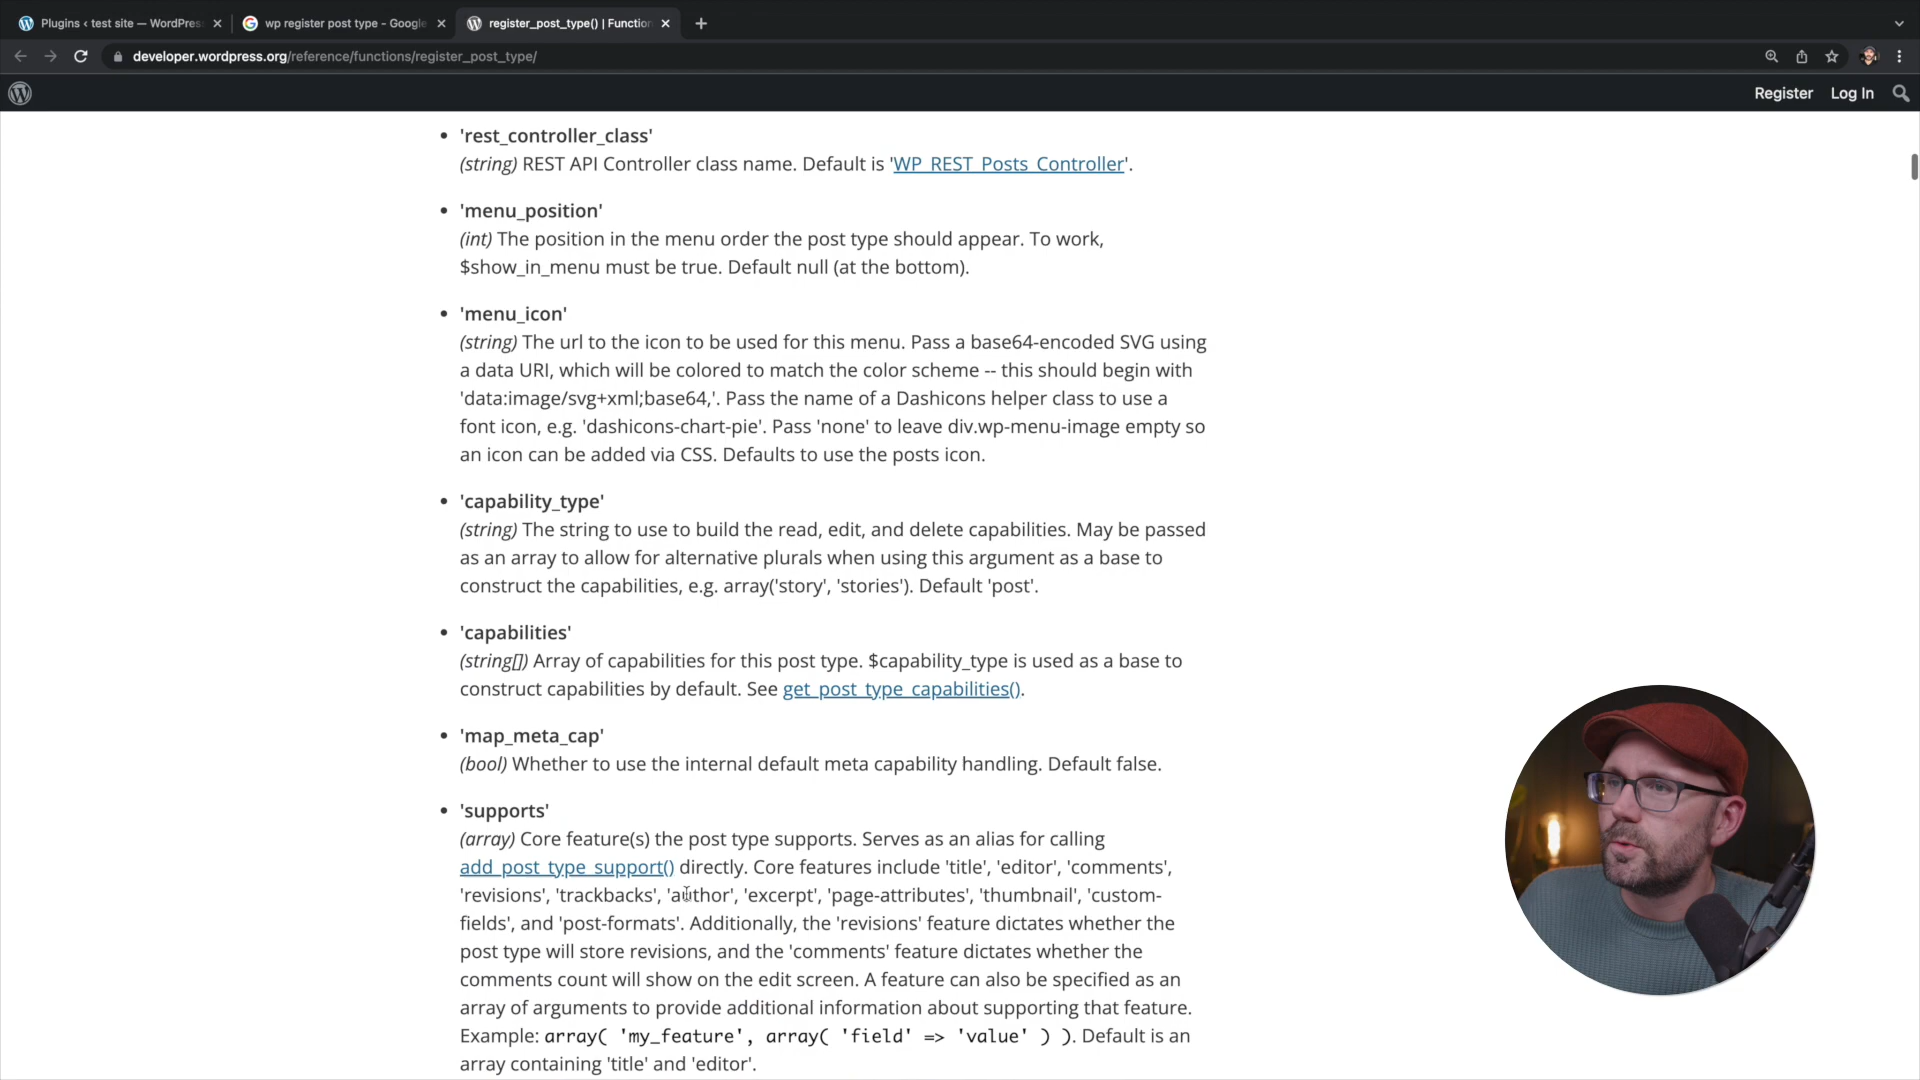 Plugins ‹ test site — WordPres
wp register post type - Google
register_post_type() | Functio
developer.wordpress.org/reference/functions/register_post_type/
Register Log In
• 'rest_controller_class'
(string) REST API Controller class name. Default is 'WP_REST_Posts_Controller'.
• 'menu_position'
(int) The position in the menu order the post type should appear. To work,
$show_in_menu must be true. Default null (at the bottom).
• 'menu_icon'
(string) The url to the icon to be used for this menu. Pass a base64-encoded SVG using
a data URI, which will be colored to match the color scheme -- this should begin with
'data:image/svg+xml;base64,'. Pass the name of a Dashicons helper class to use a
font icon, e.g. 'dashicons-chart-pie'. Pass 'none' to leave div.wp-menu-image empty so
an icon can be added via CSS. Defaults to use the posts icon.
• 'capability_type'
(string) The string to use to build the read, edit, and delete capabilities. May be passed
as an array to allow for alternative plurals when using this argument as a base to
construct the capabilities, e.g. array('story', 'stories'). Default 'post'.
• 'capabilities'
(string[]) Array of capabilities for this post type. $capability_type is used as a base to
construct capabilities by default. See get_post_type_capabilities().
• 'map_meta_cap'
(bool) Whether to use the internal default meta capability handling. Default false.
• 'supports'
(array) Core feature(s) the post type supports. Serves as an alias for calling
add_post_type_support() directly. Core features include 'title', 'editor', 'comments',
'revisions', 'trackbacks', 'author', 'excerpt', 'page-attributes', 'thumbnail', 'custom-
fields', and 'post-formats'. Additionally, the 'revisions' feature dictates whether the
post type will store revisions, and the 'comments' feature dictates whether the
comments count will show on the edit screen. A feature can also be specified as an
array of arguments to provide additional information about supporting that feature.
Example: array( 'my_feature', array( 'field' => 'value' ) ). Default is an
array containing 'title' and 'editor'.